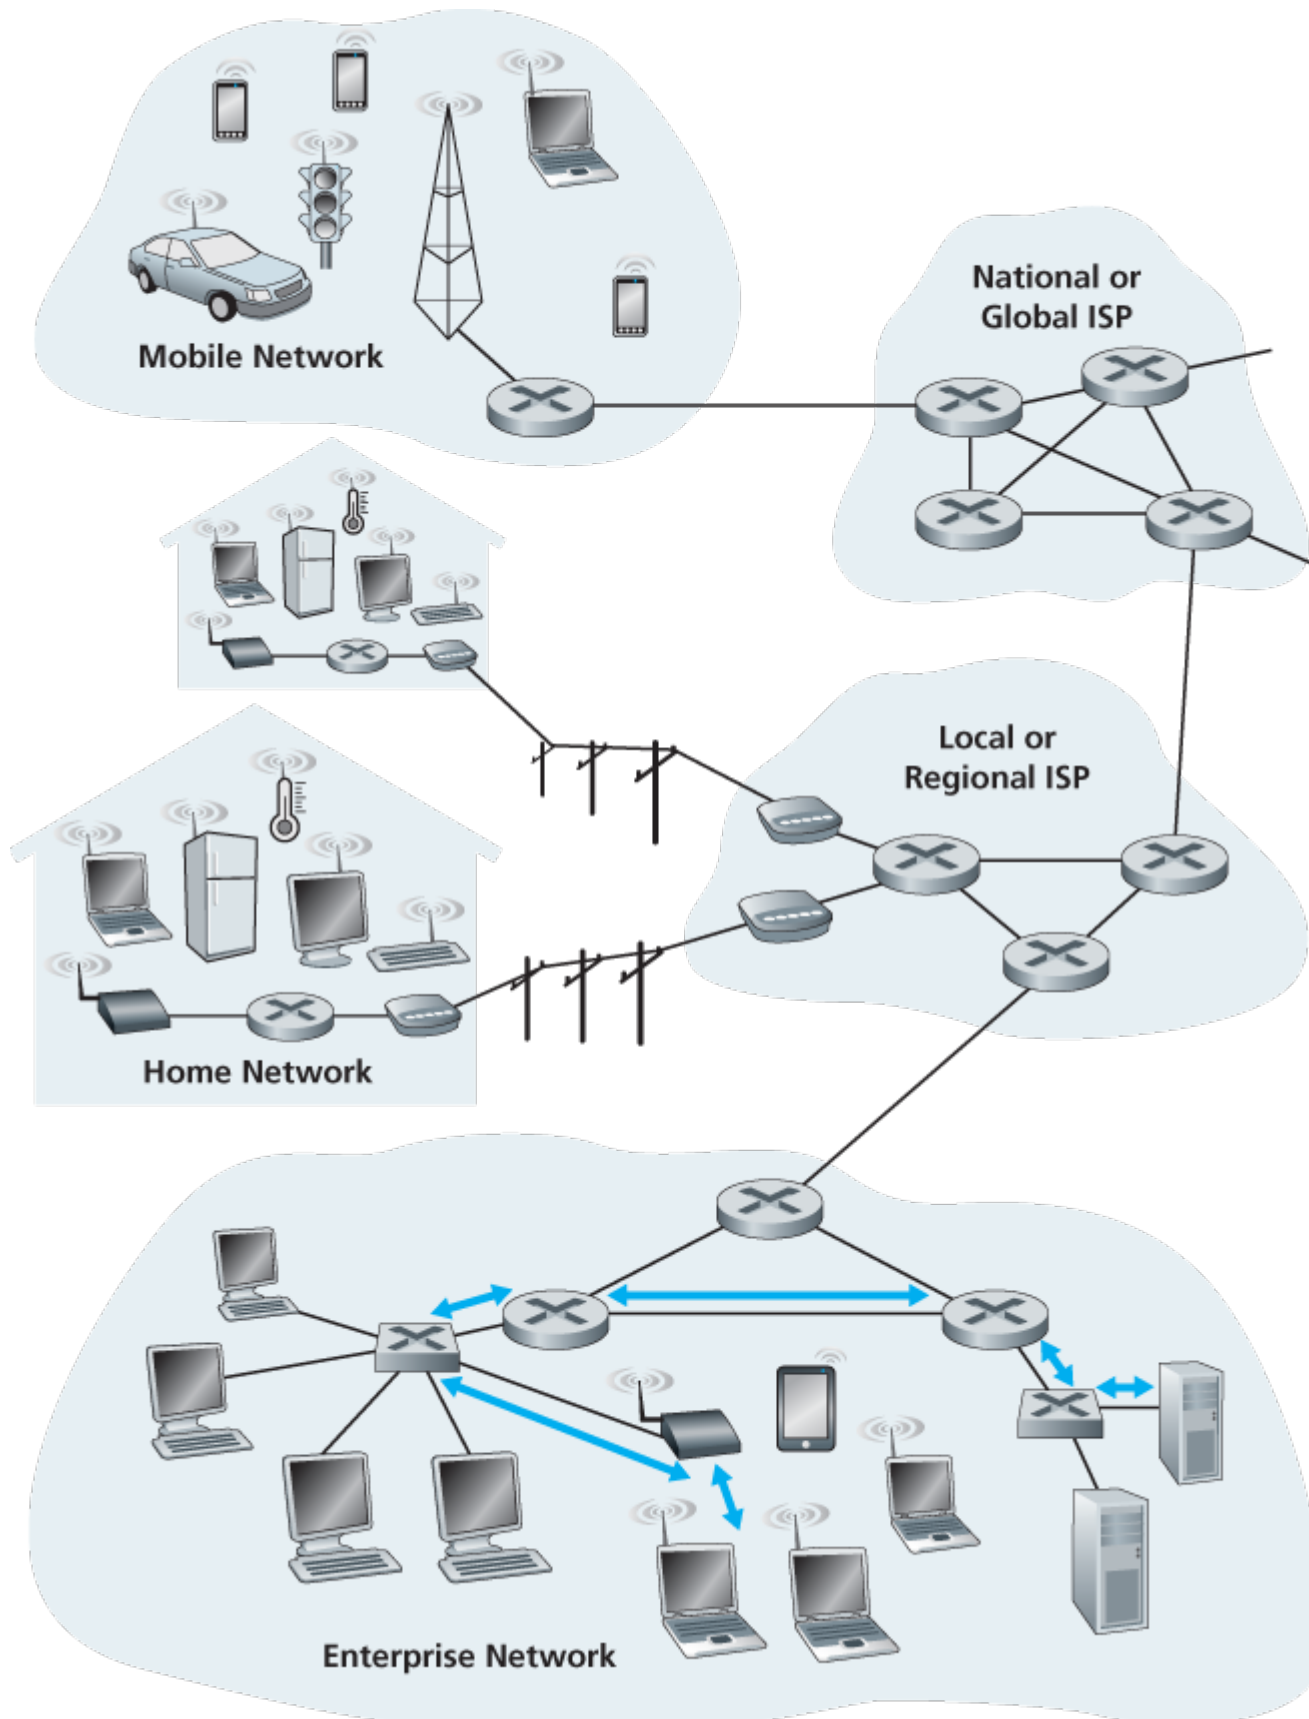 Mobile Network
National or
Global ISP
Local or
Regional ISP
Home Network
Enterprise Network